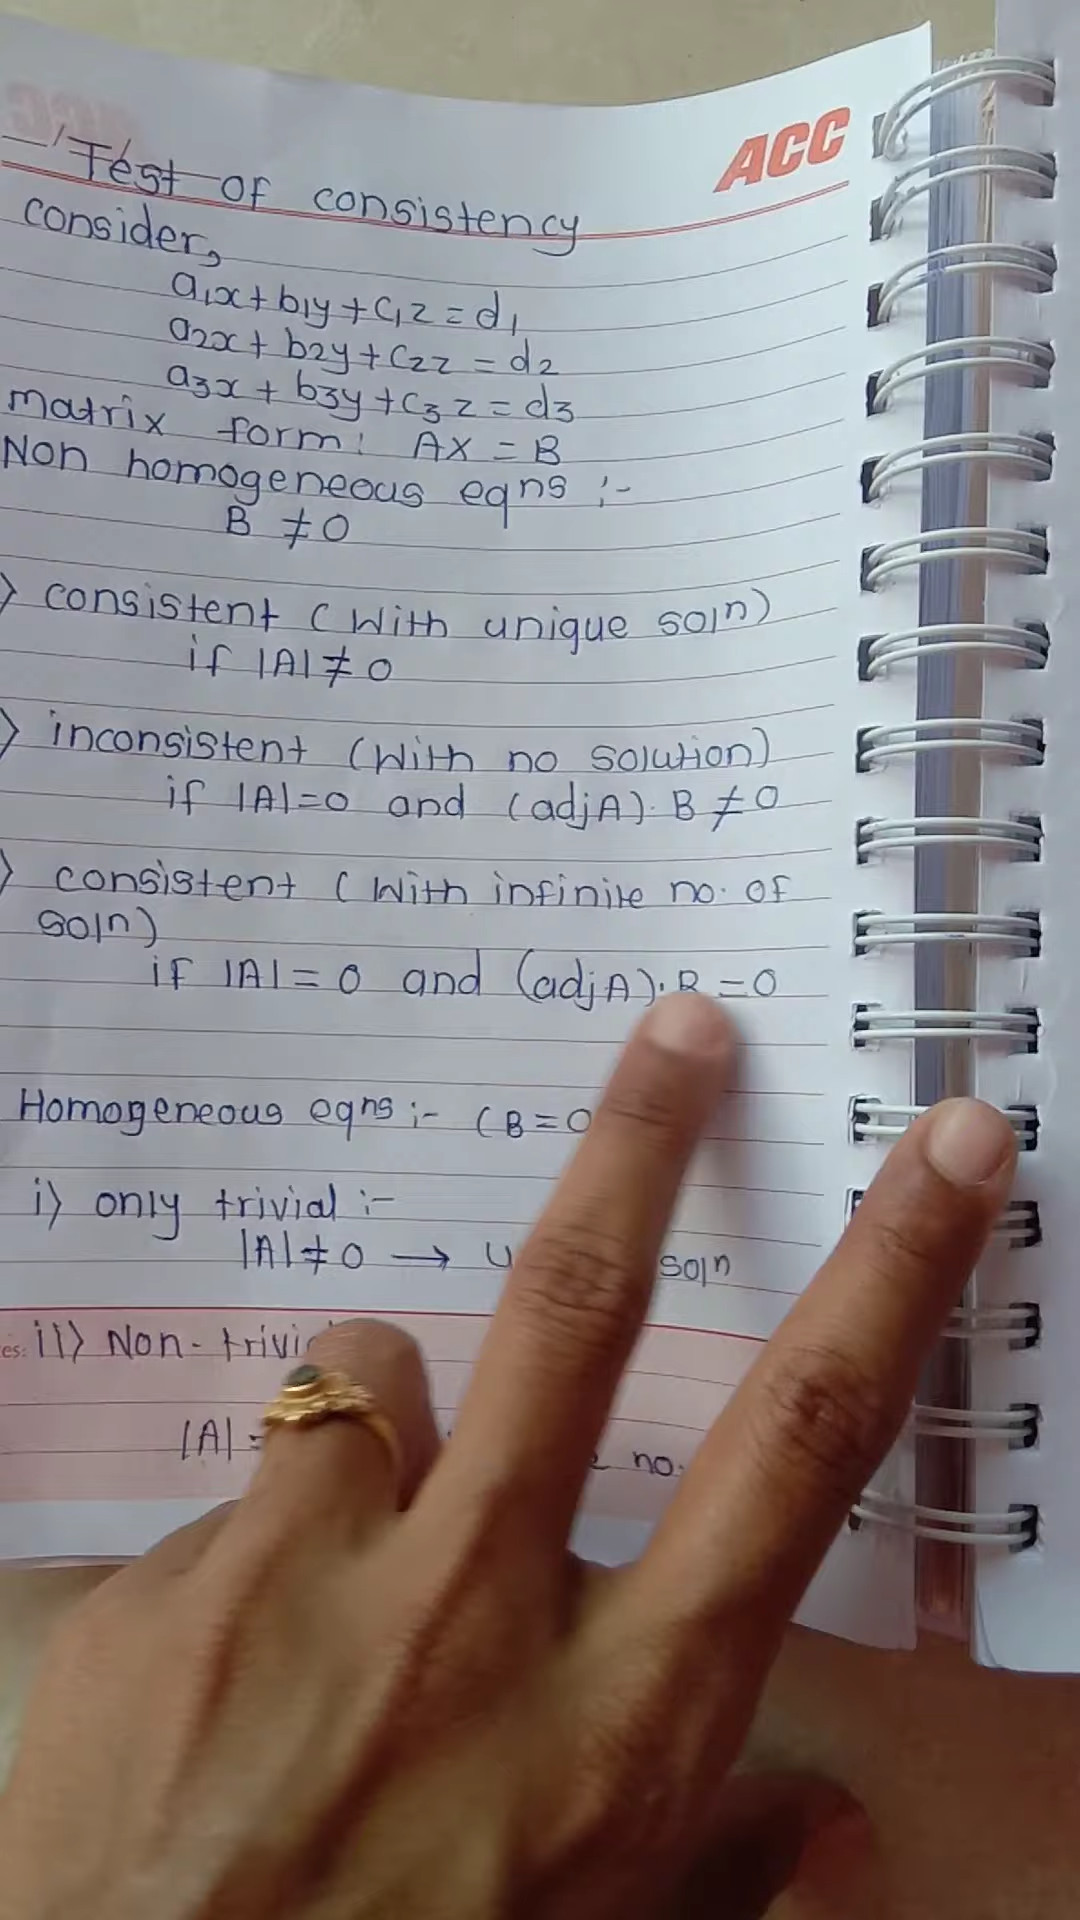 ACC
Test of consistency
consider,
a1x+b1y+c1z=d1
a2x+b2y+c2z=d2
a3x+b3y+c3z=d3
matrix form: AX = B
Non homogeneous eqns :-
B ≠ 0
> consistent (With unique soln)
if |A| ≠ 0
> inconsistent (With no solution)
if |A|=0 and (adjA). B ≠ 0
> consistent (With infinite no. of
soln)
if |A| = 0 and (adjA). B = 0
Homogeneous eqns :- (B=0
i) only trivial :-
|A| ≠ 0 → soln
ii) Non-
|A| = no.